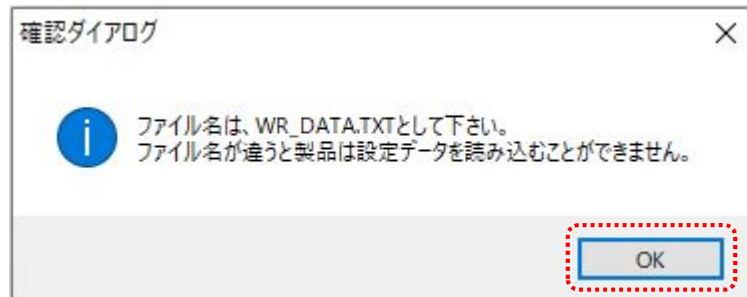 確認ダイアログ
ファイル名は、WR_DATA.TXTとして下さい。
ファイル名が違うと製品は設定データを読み込むことができません。
OK